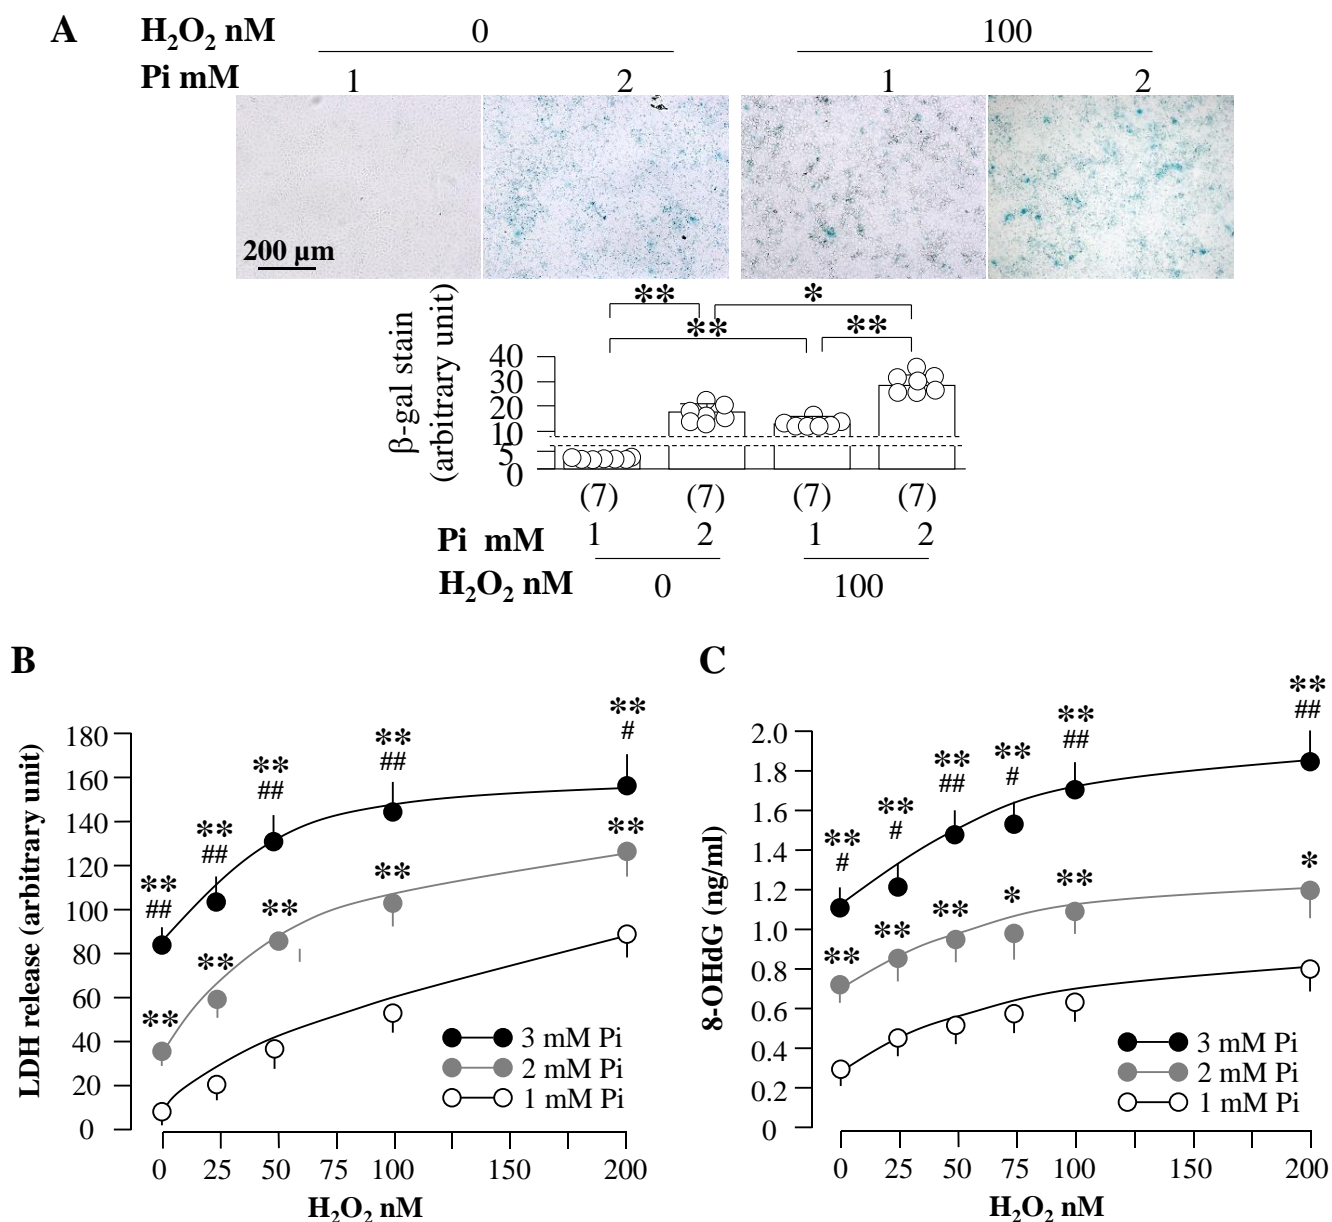 A
H₂O₂ nM 0 100
Pi mM 1 2 1 2
200 µm
** *
** **
β-gal stain
(arbitrary unit)
40
30
20
10
5
0
(7) (7) (7) (7)
Pi mM 1 2 1 2
H₂O₂ nM 0 100
B
LDH release (arbitrary unit)
180
160
140
120
100
80
60
40
20
0
**
##
**
##
**
##
**
##
**
#
**
**
**
**
**
3 mM Pi
2 mM Pi
1 mM Pi
0 25 50 75 100 150 200
H₂O₂ nM
C
8-OHdG (ng/ml)
2.0
1.8
1.6
1.4
1.2
1.0
0.8
0.6
0.4
0.2
0
**
#
**
#
**
##
**
#
**
##
**
##
**
**
**
*
**
*
3 mM Pi
2 mM Pi
1 mM Pi
0 25 50 75 100 150 200
H₂O₂ nM